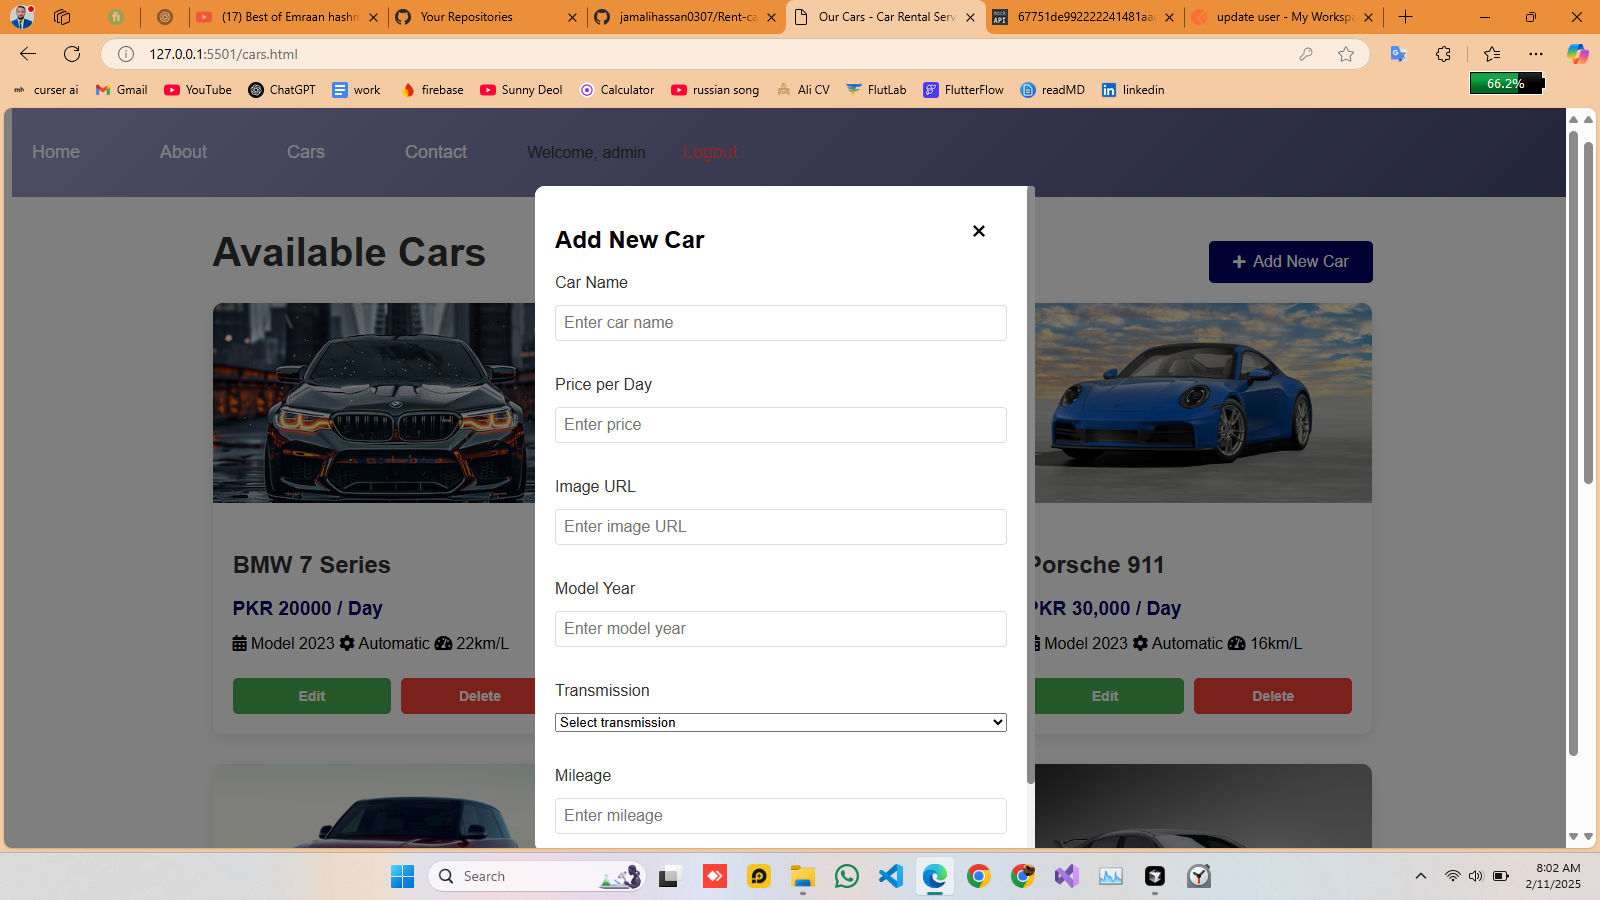 (17) Best of Emraan hashm
Your Repositories
jamalihassan0307/Rent-ca
Our Cars - Car Rental Serv
mock API
67751de992222241481aa
update user - My Workspa
127.0.0.1:5501/cars.html
curser ai
Gmail
YouTube
ChatGPT
work
firebase
Sunny Deol
Calculator
russian song
Ali CV
FlutLab
FlutterFlow
readMD
linkedin
66.2%
Home
About
Cars
Contact
Welcome, admin
Logout
Available Cars
+ Add New Car
Add New Car
×
Car Name
Enter car name
Price per Day
Enter price
Image URL
Enter image URL
Model Year
Enter model year
Transmission
Select transmission
Mileage
Enter mileage
BMW 7 Series
PKR 20000 / Day
Model 2023 Automatic 22km/L
Edit
Delete
Porsche 911
PKR 30,000 / Day
Model 2023 Automatic 16km/L
Edit
Delete
Search
8:02 AM
2/11/2025